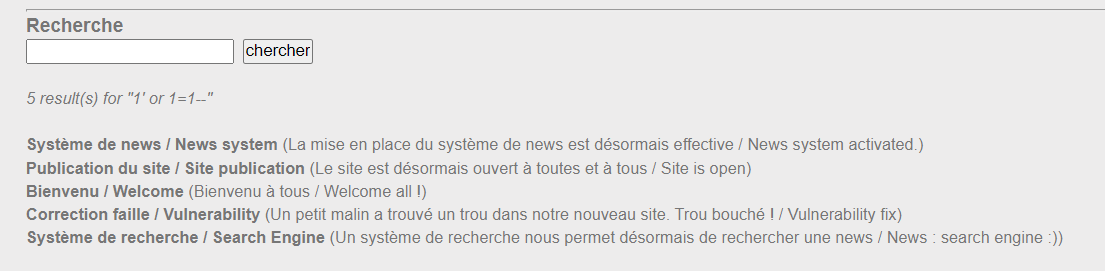 Recherche
chercher
5 result(s) for "1' or 1=1--"
Système de news / News system (La mise en place du système de news est désormais effective / News system activated.)
Publication du site / Site publication (Le site est désormais ouvert à toutes et à tous / Site is open)
Bienvenu / Welcome (Bienvenu à tous / Welcome all !)
Correction faille / Vulnerability (Un petit malin a trouvé un trou dans notre nouveau site. Trou bouché ! / Vulnerability fix)
Système de recherche / Search Engine (Un système de recherche nous permet désormais de rechercher une news / News : search engine :))